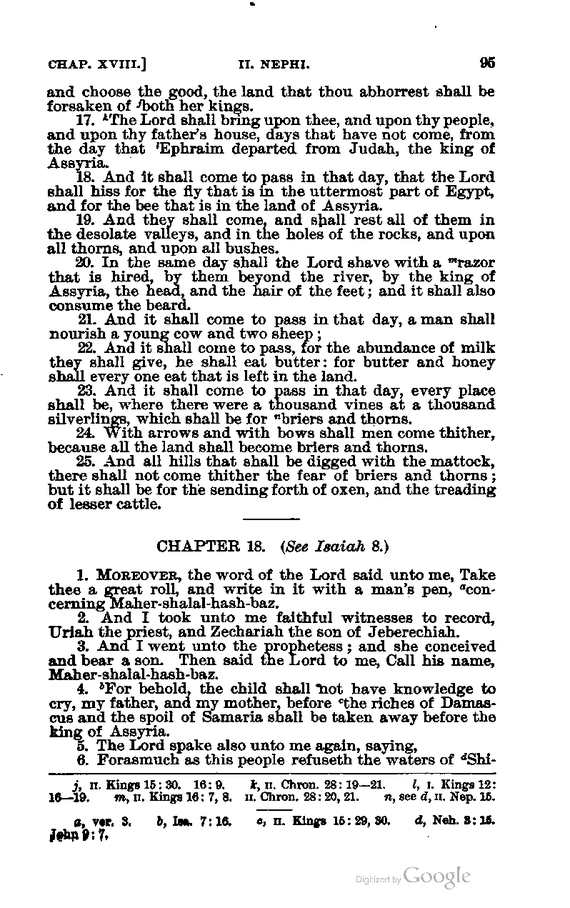 CHAP. XVIII.] II. NEPHI. 95
and choose the good, the land that thou abhorrest shall be
forsaken of ʲboth her kings.
17. ᵏThe Lord shall bring upon thee, and upon thy people,
and upon thy father's house, days that have not come, from
the day that ˡEphraim departed from Judah, the king of
Assyria.
18. And it shall come to pass in that day, that the Lord
shall hiss for the fly that is in the uttermost part of Egypt,
and for the bee that is in the land of Assyria.
19. And they shall come, and shall rest all of them in
the desolate valleys, and in the holes of the rocks, and upon
all thorns, and upon all bushes.
20. In the same day shall the Lord shave with a ᵐrazor
that is hired, by them beyond the river, by the king of
Assyria, the head, and the hair of the feet; and it shall also
consume the beard.
21. And it shall come to pass in that day, a man shall
nourish a young cow and two sheep;
22. And it shall come to pass, for the abundance of milk
they shall give, he shall eat butter: for butter and honey
shall every one eat that is left in the land.
23. And it shall come to pass in that day, every place
shall be, where there were a thousand vines at a thousand
silverlings, which shall be for ⁿbriers and thorns.
24. With arrows and with bows shall men come thither,
because all the land shall become briers and thorns.
25. And all hills that shall be digged with the mattock,
there shall not come thither the fear of briers and thorns;
but it shall be for the sending forth of oxen, and the treading
of lesser cattle.
CHAPTER 18. (See Isaiah 8.)
1. MOREOVER, the word of the Lord said unto me, Take
thee a great roll, and write in it with a man's pen, ᵃcon-
cerning Maher-shalal-hash-baz.
2. And I took unto me faithful witnesses to record,
Uriah the priest, and Zechariah the son of Jeberechiah.
3. And I went unto the prophetess; and she conceived
and bear a son. Then said the Lord to me, Call his name,
Maher-shalal-hash-baz.
4. ᵇFor behold, the child shall not have knowledge to
cry, my father, and my mother, before ᶜthe riches of Damas-
cus and the spoil of Samaria shall be taken away before the
king of Assyria.
5. The Lord spake also unto me again, saying,
6. Forasmuch as this people refuseth the waters of ᵈShi-
j, II. Kings 15: 30. 16: 9. k, II. Chron. 28: 19—21. l, I. Kings 12:
16—19. m, II. Kings 16: 7, 8. II. Chron. 28: 20, 21. n, see d, II. Nep. 15.
a, ver. 3. b, Isa. 7: 16. c, II. Kings 15: 29, 30. d, Neh. 3: 15.
John 9: 7.
Digitized by Google